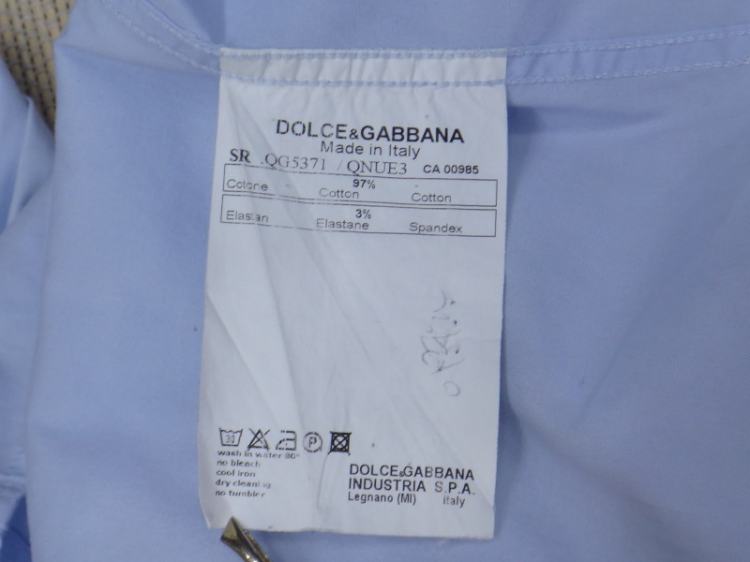 DOLCE&GABBANA
Made in Italy
SR QG5371 / QNUE3 CA 00985
97%
Cotone Cotton Cotton
3%
Elastan Elastane Spandex
30
P
wash in water 30°
no bleach
cool iron
dry cleaning
no tumbler
DOLCE&GABBANA
INDUSTRIA S.P.A.
Legnano (MI) Italy